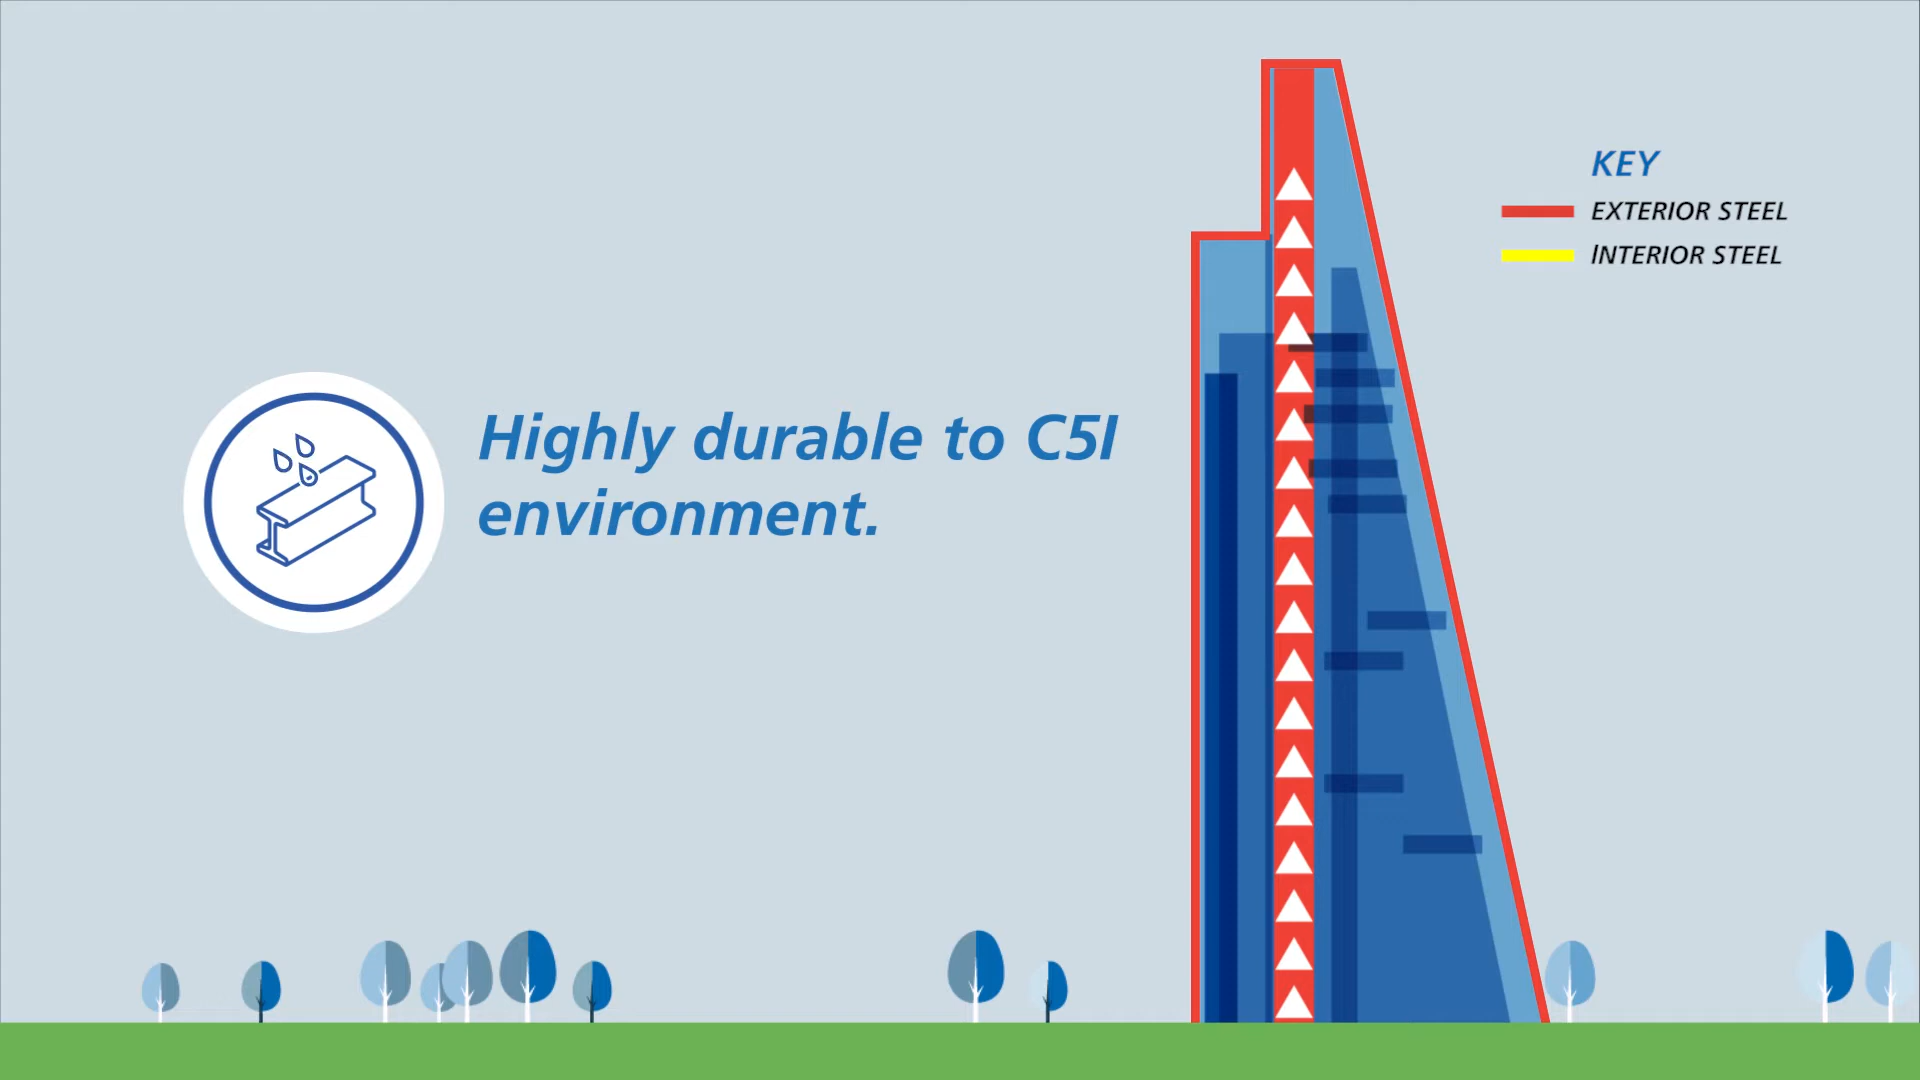 Highly durable to C5I
environment.
KEY
EXTERIOR STEEL
INTERIOR STEEL